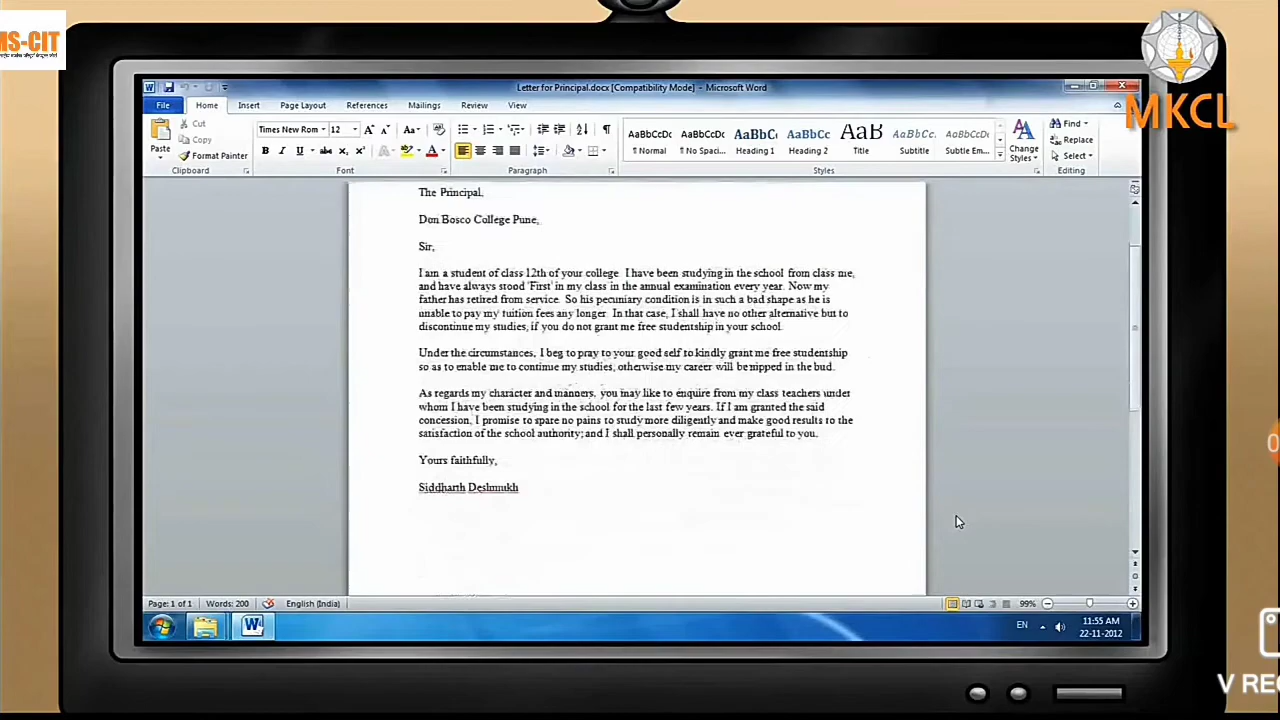 MS-CIT
MKCL
Letter for Principal.docx [Compatibility Mode] - Microsoft Word
File Home Insert Page Layout References Mailings Review View
Paste
Cut
Copy
Format Painter
Clipboard
Times New Rom 12
Font
Paragraph
AaBbCcDc AaBbCcDc AaBbC AaBbCc AaB AaBbCc. AaBbCcDc
¶ Normal ¶ No Spaci... Heading 1 Heading 2 Title Subtitle Subtle Em...
Styles
Change Styles
Find
Replace
Select
Editing
The Principal,
Don Bosco College Pune,
Sir,
I am a student of class 12th of your college. I have been studying in the school from class me,
and have always stood 'First' in my class in the annual examination every year. Now my
father has retired from service. So his pecuniary condition is in such a bad shape as he is
unable to pay my tuition fees any longer. In that case, I shall have no other alternative but to
discontinue my studies, if you do not grant me free studentship in your school.
Under the circumstances, I beg to pray to your good self to kindly grant me free studentship
so as to enable me to continue my studies, otherwise my career will be nipped in the bud.
As regards my character and manners, you may like to enquire from my class teachers under
whom I have been studying in the school for the last few years. If I am granted the said
concession, I promise to spare no pains to study more diligently and make good results to the
satisfaction of the school authority; and I shall personally remain ever grateful to you.
Yours faithfully,
Siddharth Deshmukh
Page: 1 of 1 Words: 200 English (India) 99%
EN 11:55 AM
22-11-2012
V REC